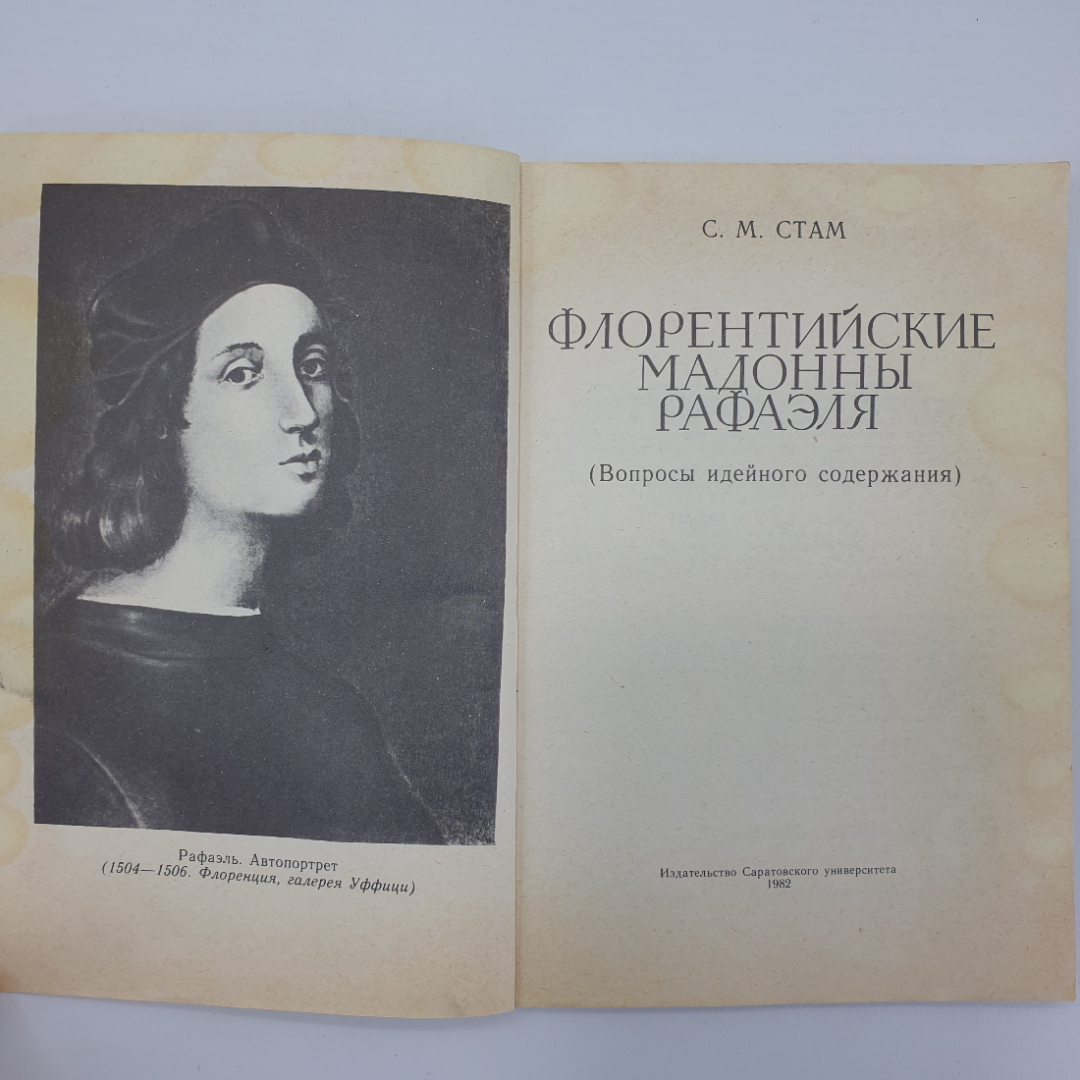 Рафаэль. Автопортрет
(1504—1506. Флоренция, галерея Уффици)
С. М. СТАМ
ФЛОРЕНТИЙСКИЕ
МАДОННЫ
РАФАЭЛЯ
(Вопросы идейного содержания)
Издательство Саратовского университета
1982